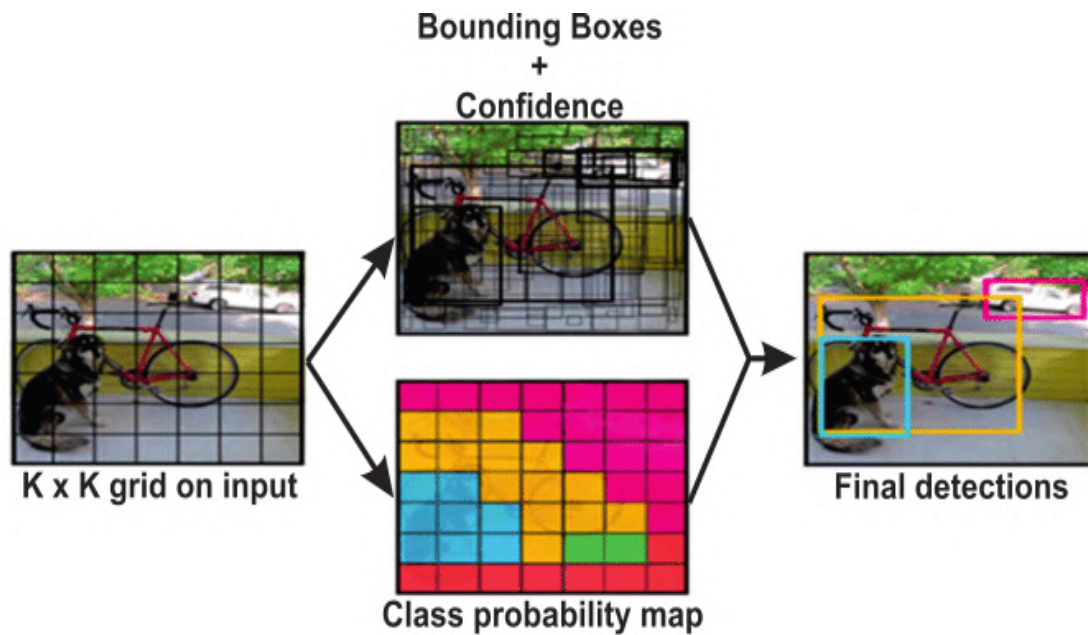 Bounding Boxes
+
Confidence
K x K grid on input
Class probability map
Final detections